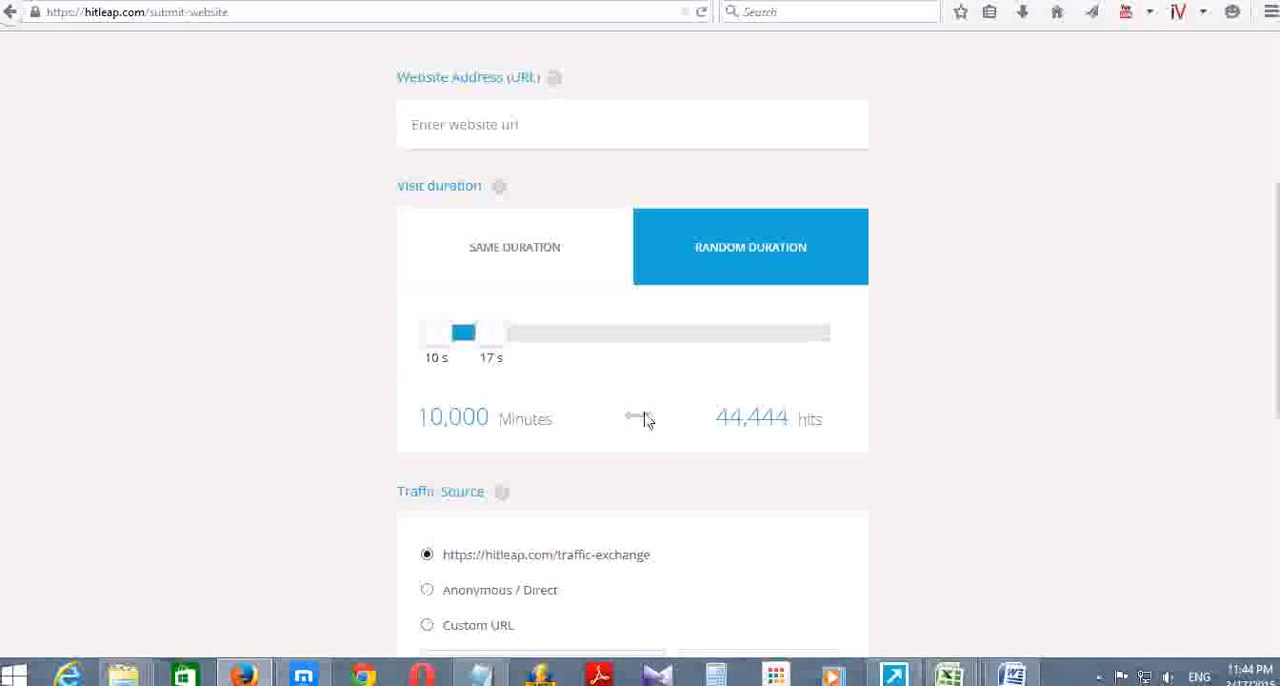 https://hitleap.com/submit-website
Search
Website Address (URL)
Enter website url
Visit duration
SAME DURATION
RANDOM DURATION
10 s
17 s
10,000 Minutes
44,444 hits
Traffic Source
https://hitleap.com/traffic-exchange
Anonymous / Direct
Custom URL
ENG
11:44 PM